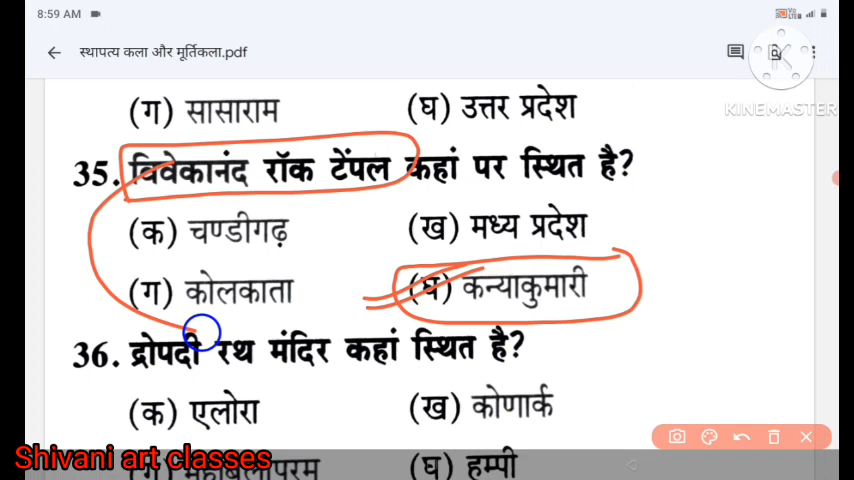 8:59 AM
स्थापत्य कला और मूर्तिकला.pdf
KINEMASTER
(ग) सासाराम (घ) उत्तर प्रदेश
35. विवेकानंद रॉक टेंपल कहां पर स्थित है?
(क) चण्डीगढ़ (ख) मध्य प्रदेश
(ग) कोलकाता (घ) कन्याकुमारी
36. द्रोपदी रथ मंदिर कहां स्थित है?
(क) एलोरा (ख) कोणार्क
Shivani art classes
(घ) हम्पी